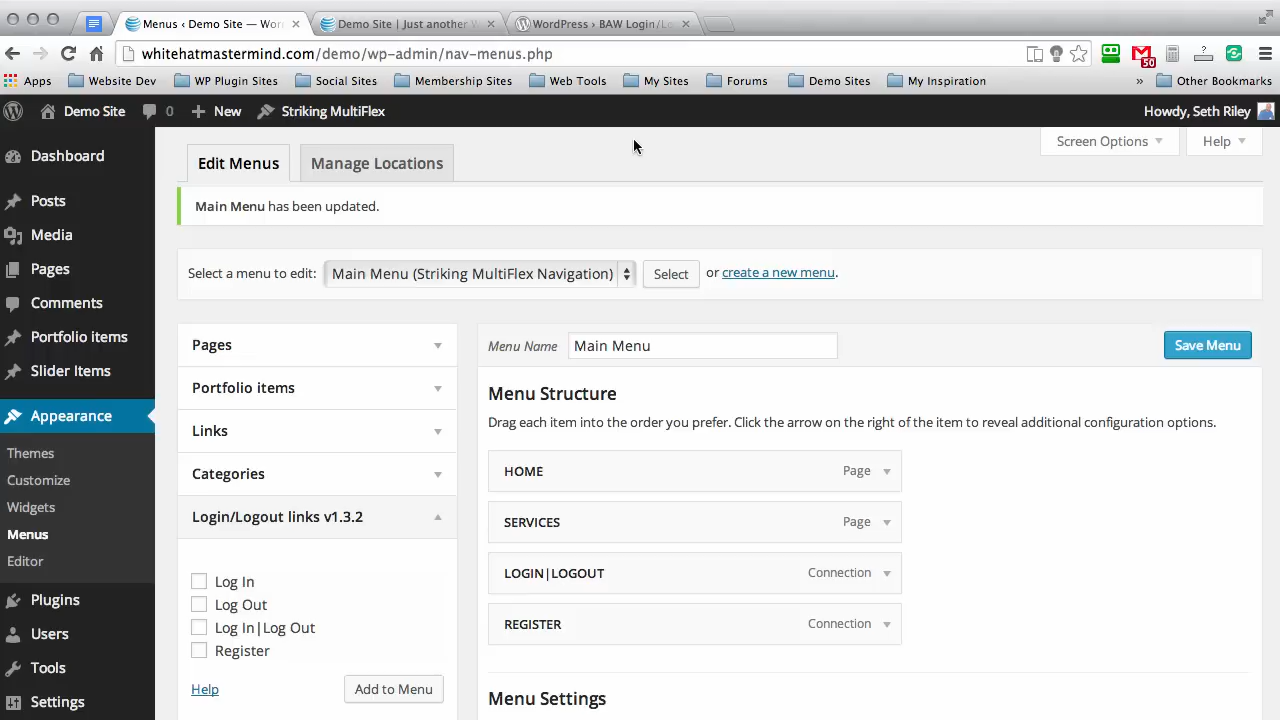 Menus ‹ Demo Site — Wor
Demo Site | Just another W
WordPress › BAW Login/Lo
whitehatmastermind.com/demo/wp-admin/nav-menus.php
50
Apps
Website Dev
WP Plugin Sites
Social Sites
Membership Sites
Web Tools
My Sites
Forums
Demo Sites
My Inspiration
»
Other Bookmarks
Demo Site
0
New
Striking MultiFlex
Howdy, Seth Riley
Dashboard
Posts
Media
Pages
Comments
Portfolio items
Slider Items
Appearance
Themes
Customize
Widgets
Menus
Editor
Plugins
Users
Tools
Settings
Edit Menus
Manage Locations
Screen Options
Help
Main Menu has been updated.
Select a menu to edit: Main Menu (Striking MultiFlex Navigation) Select or create a new menu.
Pages
Portfolio items
Links
Categories
Login/Logout links v1.3.2
Log In
Log Out
Log In|Log Out
Register
Help
Add to Menu
Menu Name Main Menu
Save Menu
Menu Structure
Drag each item into the order you prefer. Click the arrow on the right of the item to reveal additional configuration options.
HOME Page
SERVICES Page
LOGIN|LOGOUT Connection
REGISTER Connection
Menu Settings